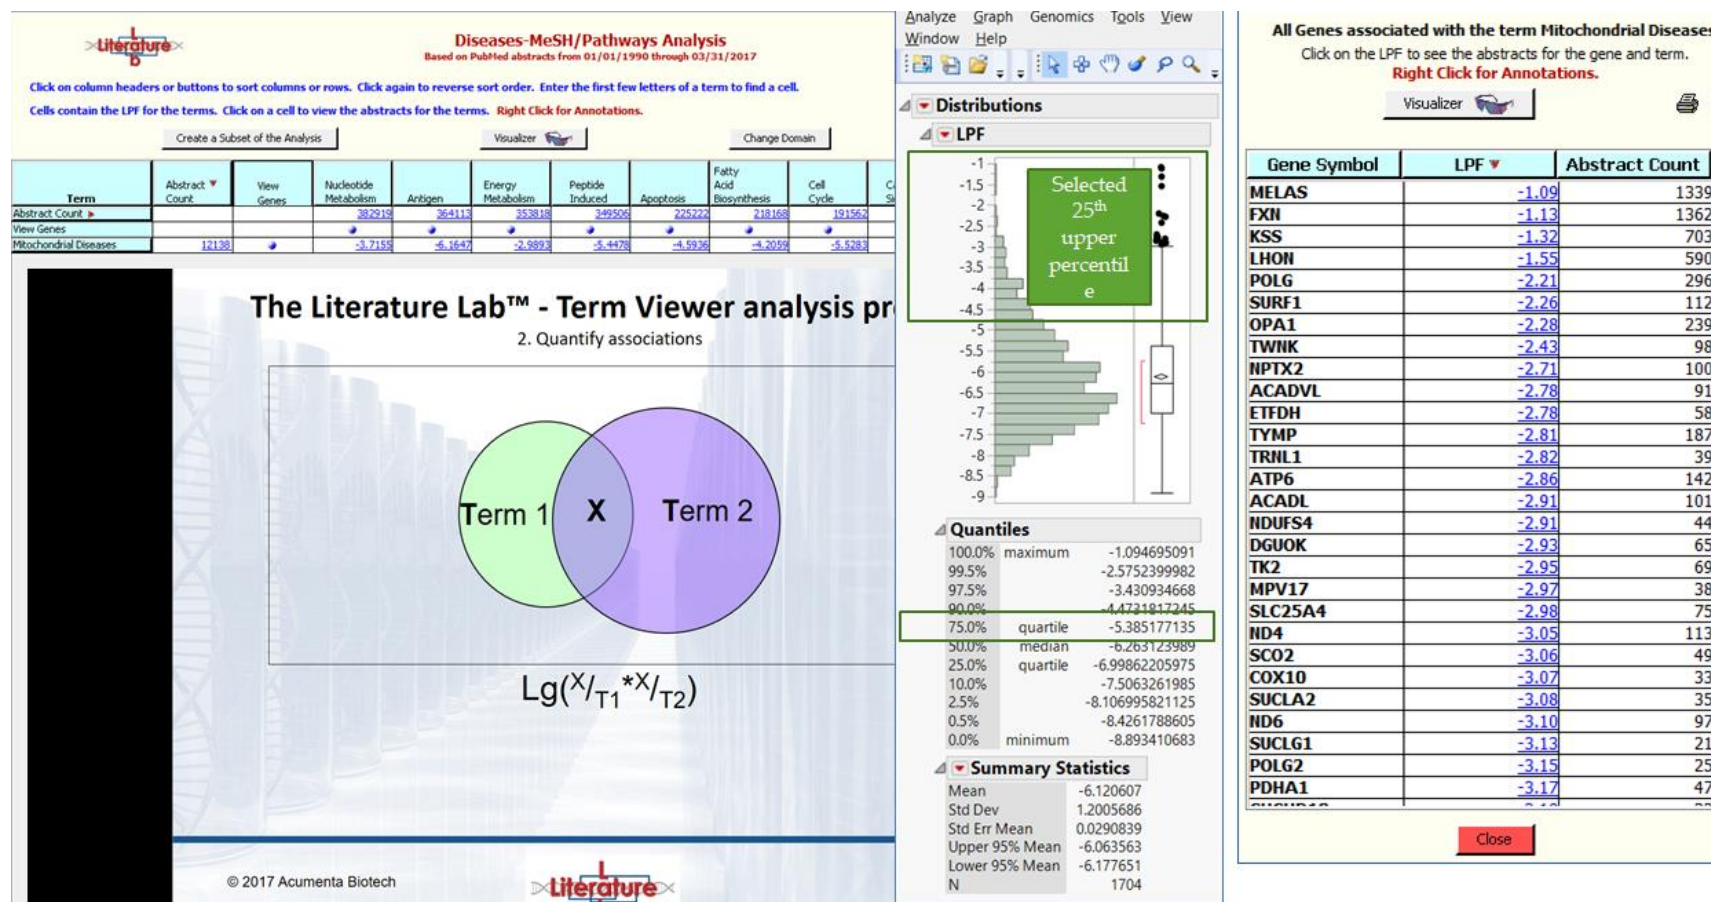 Literature
L
b
Diseases-MeSH/Pathways Analysis
Based on PubMed abstracts from 01/01/1990 through 03/31/2017
Click on column headers or buttons to sort columns or rows. Click again to reverse sort order. Enter the first few letters of a term to find a cell.
Cells contain the LPF for the terms. Click on a cell to view the abstracts for the terms. Right Click for Annotations.
Create a Subset of the Analysis
Visualizer
Change Domain
Term Abstract Count View Genes Nucleotide Metabolism Antigen Energy Metabolism Peptide Induced Apoptosis Fatty Acid Biosynthesis Cell Cycle
Abstract Count 382919 364113 353818 349506 225222 218168 191562
View Genes
Mitochondrial Diseases 12138 -3.7155 -6.1647 -2.9893 -5.4478 -4.5936 -4.2059 -5.5283
The Literature Lab™ - Term Viewer analysis pr
2. Quantify associations
Term 1 X Term 2
Lg(X/T1*X/T2)
© 2017 Acumenta Biotech
Literature
L
Analyze Graph Genomics Tools View
Window Help
Distributions
LPF
-1
-1.5
-2
-2.5
-3
-3.5
-4
-4.5
-5
-5.5
-6
-6.5
-7
-7.5
-8
-8.5
-9
Selected
25th
upper
percentil
e
Quantiles
100.0% maximum -1.094695091
99.5% -2.5752399982
97.5% -3.430934668
90.0% -4.4731817245
75.0% quartile -5.385177135
50.0% median -6.263123989
25.0% quartile -6.99862205975
10.0% -7.5063261985
2.5% -8.106995821125
0.5% -8.4261788605
0.0% minimum -8.893410683
Summary Statistics
Mean -6.120607
Std Dev 1.2005686
Std Err Mean 0.0290839
Upper 95% Mean -6.063563
Lower 95% Mean -6.177651
N 1704
All Genes associated with the term Mitochondrial Diseases
Click on the LPF to see the abstracts for the gene and term.
Right Click for Annotations.
Visualizer
Gene Symbol LPF Abstract Count
MELAS -1.09 1339
FXN -1.13 1362
KSS -1.32 703
LHON -1.55 590
POLG -2.21 296
SURF1 -2.26 112
OPA1 -2.28 239
TWNK -2.43 98
NPTX2 -2.71 100
ACADVL -2.78 91
ETFDH -2.78 58
TYMP -2.81 187
TRNL1 -2.82 39
ATP6 -2.86 142
ACADL -2.91 101
NDUFS4 -2.91 44
DGUOK -2.93 65
TK2 -2.95 69
MPV17 -2.97 38
SLC25A4 -2.98 75
ND4 -3.05 113
SCO2 -3.06 49
COX10 -3.07 33
SUCLA2 -3.08 35
ND6 -3.10 97
SUCLG1 -3.13 21
POLG2 -3.15 25
PDHA1 -3.17 47
Close